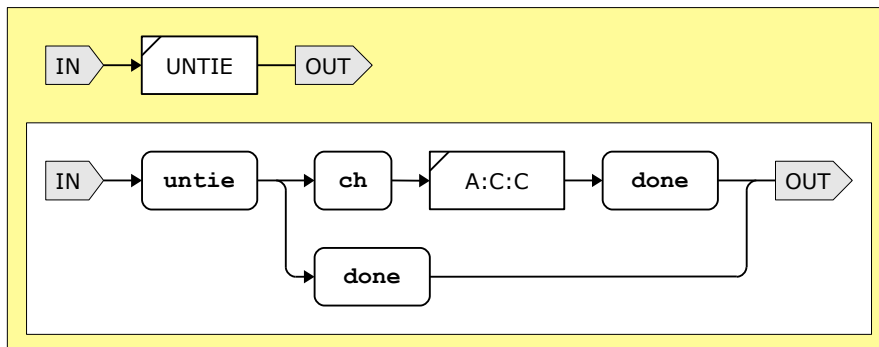 IN UNTIE OUT
IN untie ch A:C:C done OUT
done